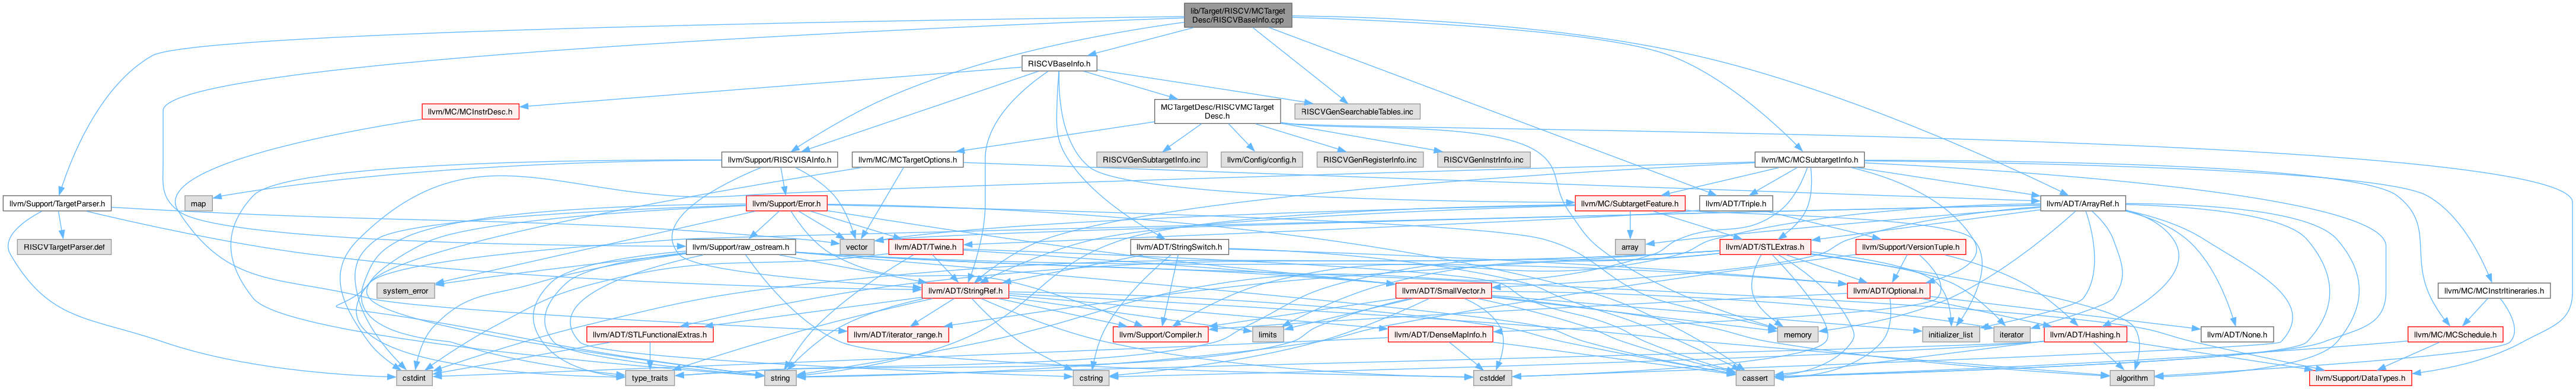 lib/Target/RISCV/MCTarget
Desc/RISCVBaseInfo.cpp
RISCVBaseInfo.h
llvm/MC/MCInstrDesc.h
MCTargetDesc/RISCVMCTarget
Desc.h
RISCVGenSearchableTables.inc
llvm/Support/RISCVISAInfo.h
llvm/MC/MCTargetOptions.h
RISCVGenSubtargetInfo.inc
llvm/Config/config.h
RISCVGenRegisterInfo.inc
RISCVGenInstrInfo.inc
llvm/MC/MCSubtargetInfo.h
llvm/Support/TargetParser.h
map
llvm/Support/Error.h
llvm/MC/SubtargetFeature.h
llvm/ADT/Triple.h
llvm/ADT/ArrayRef.h
RISCVTargetParser.def
llvm/Support/raw_ostream.h
vector
llvm/ADT/Twine.h
llvm/ADT/StringSwitch.h
array
llvm/ADT/STLExtras.h
llvm/Support/VersionTuple.h
system_error
llvm/ADT/StringRef.h
llvm/ADT/SmallVector.h
llvm/ADT/Optional.h
llvm/MC/MCInstrItineraries.h
llvm/ADT/STLFunctionalExtras.h
llvm/ADT/iterator_range.h
llvm/Support/Compiler.h
limits
llvm/ADT/DenseMapInfo.h
memory
initializer_list
iterator
llvm/ADT/Hashing.h
llvm/ADT/None.h
llvm/MC/MCSchedule.h
cstdint
type_traits
string
cstring
cstddef
cassert
algorithm
llvm/Support/DataTypes.h